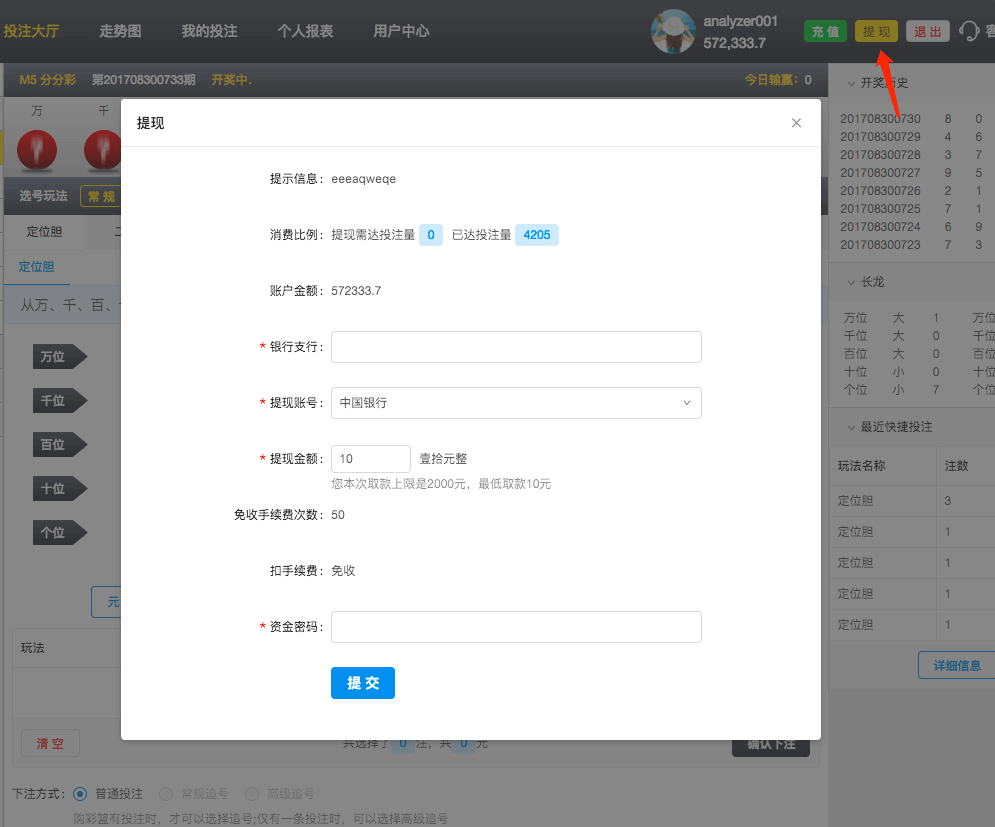 投注大厅 走势图 我的投注 个人报表 用户中心
analyzer001
572,333.7
充 值 提 现 退 出 客
M5 分分彩 第201708300733期 开奖中. 今日输赢: 0
万 千
选号玩法 常 规
定位胆 二
定位胆
从万、千、百、
万位
千位
百位
十位
个位
元
玩法
清 空
共选择了 0 注, 共 0 元
确认下注
下注方式: 普通投注 常规追号 高级追号
购彩篮有投注时, 才可以选择追号;仅有一条投注时, 可以选择高级追号
提现
提示信息: eeeaqweqe
消费比例: 提现需达投注量 0 已达投注量 4205
账户金额: 572333.7
* 银行支行:
* 提现账号: 中国银行
* 提现金额: 10 壹拾元整
您本次取款上限是2000元, 最低取款10元
免收手续费次数: 50
扣手续费: 免收
* 资金密码:
提 交
开奖历史
201708300730 8 0
201708300729 4 6
201708300728 3 7
201708300727 9 5
201708300726 2 1
201708300725 7 1
201708300724 6 9
201708300723 7 3
长龙
万位 大 1 万位
千位 大 0 千位
百位 大 0 百位
十位 小 0 十位
个位 小 7 个位
最近快捷投注
玩法名称 注数
定位胆 3
定位胆 1
定位胆 1
定位胆 1
定位胆 1
详细信息